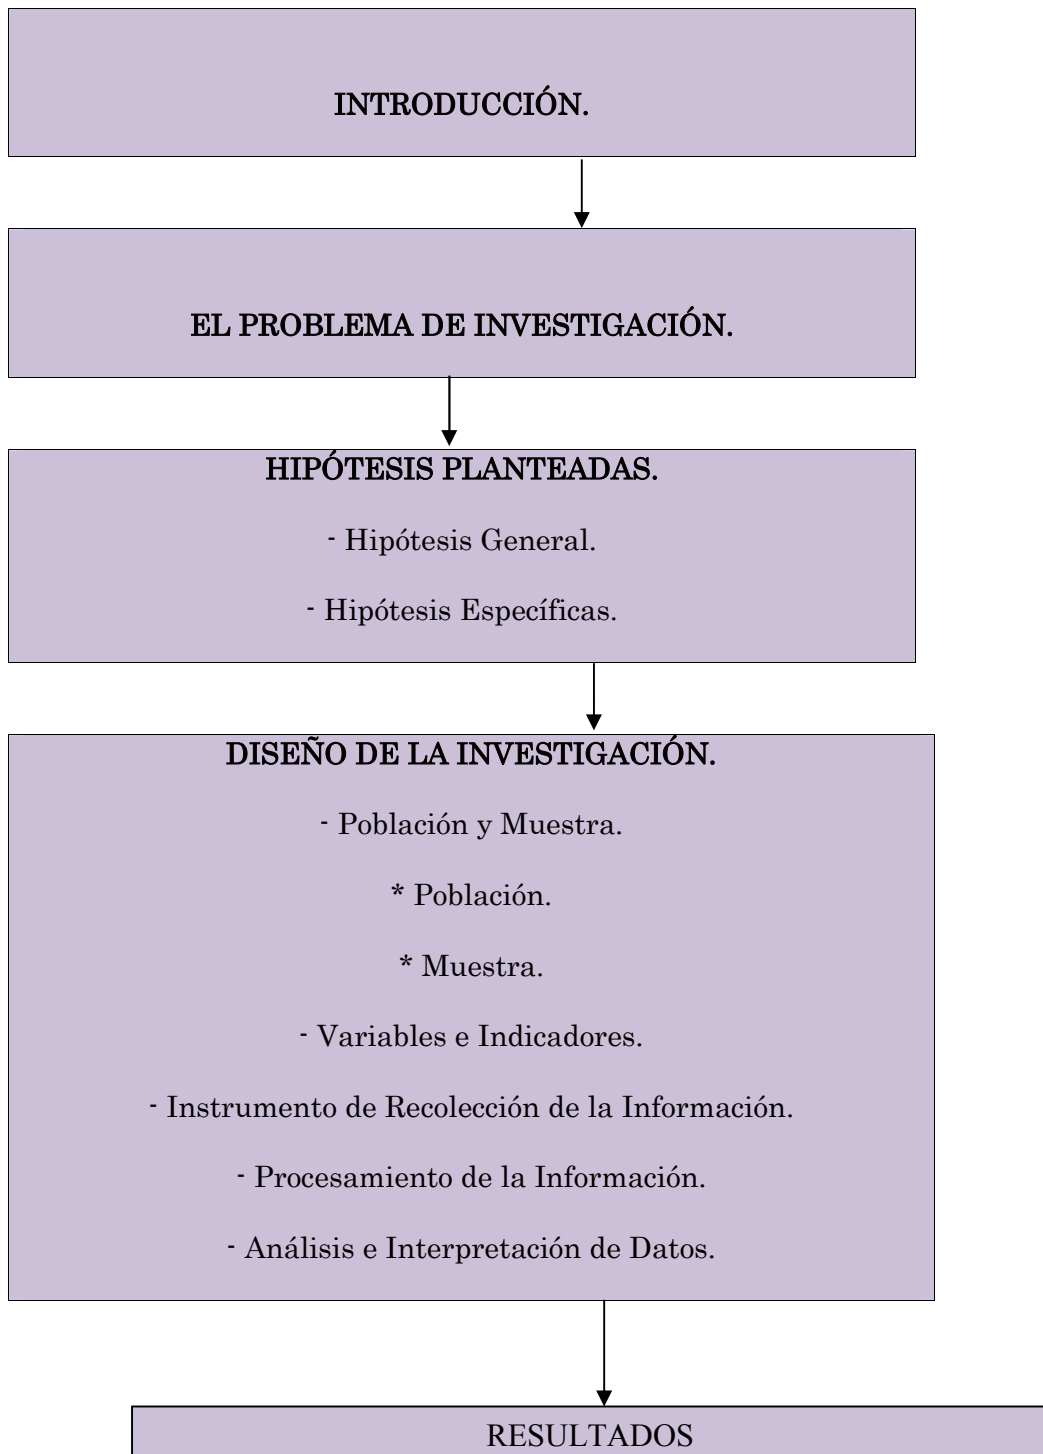 INTRODUCCIÓN.
EL PROBLEMA DE INVESTIGACIÓN.
HIPÓTESIS PLANTEADAS.
- Hipótesis General.
- Hipótesis Específicas.
DISEÑO DE LA INVESTIGACIÓN.
- Población y Muestra.
* Población.
* Muestra.
- Variables e Indicadores.
- Instrumento de Recolección de la Información.
- Procesamiento de la Información.
- Análisis e Interpretación de Datos.
RESULTADOS